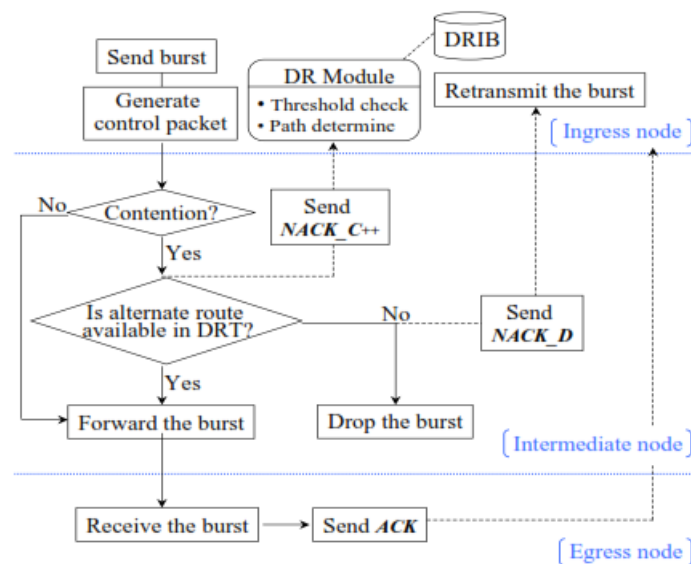 DRIB
Send burst
DR Module
• Threshold check
• Path determine
Generate
control packet
Retransmit the burst
Ingress node
No
Contention?
Send
NACK_C++
Yes
Is alternate route
available in DRT?
No
Send
NACK_D
Yes
Forward the burst
Drop the burst
Intermediate node
Receive the burst
Send ACK
Egress node